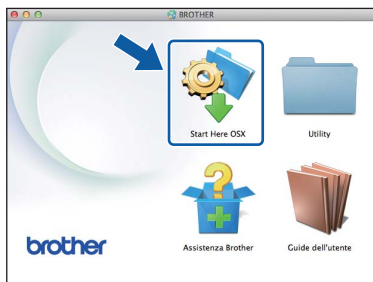 BROTHER
Start Here OSX
Utility
Assistenza Brother
Guide dell'utente
brother